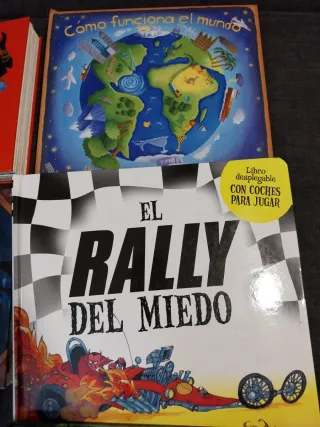 Cómo funciona el mundo
Libro
desplegable
CON COCHES
PARA JUGAR
EL
RALLY
DEL MIEDO